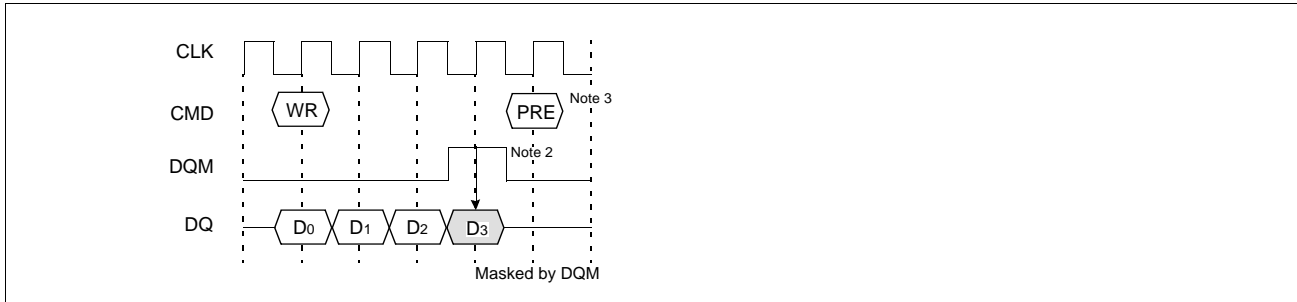 CLK
CMD WR PRE Note 3
DQM Note 2
DQ D0 D1 D2 D3
Masked by DQM